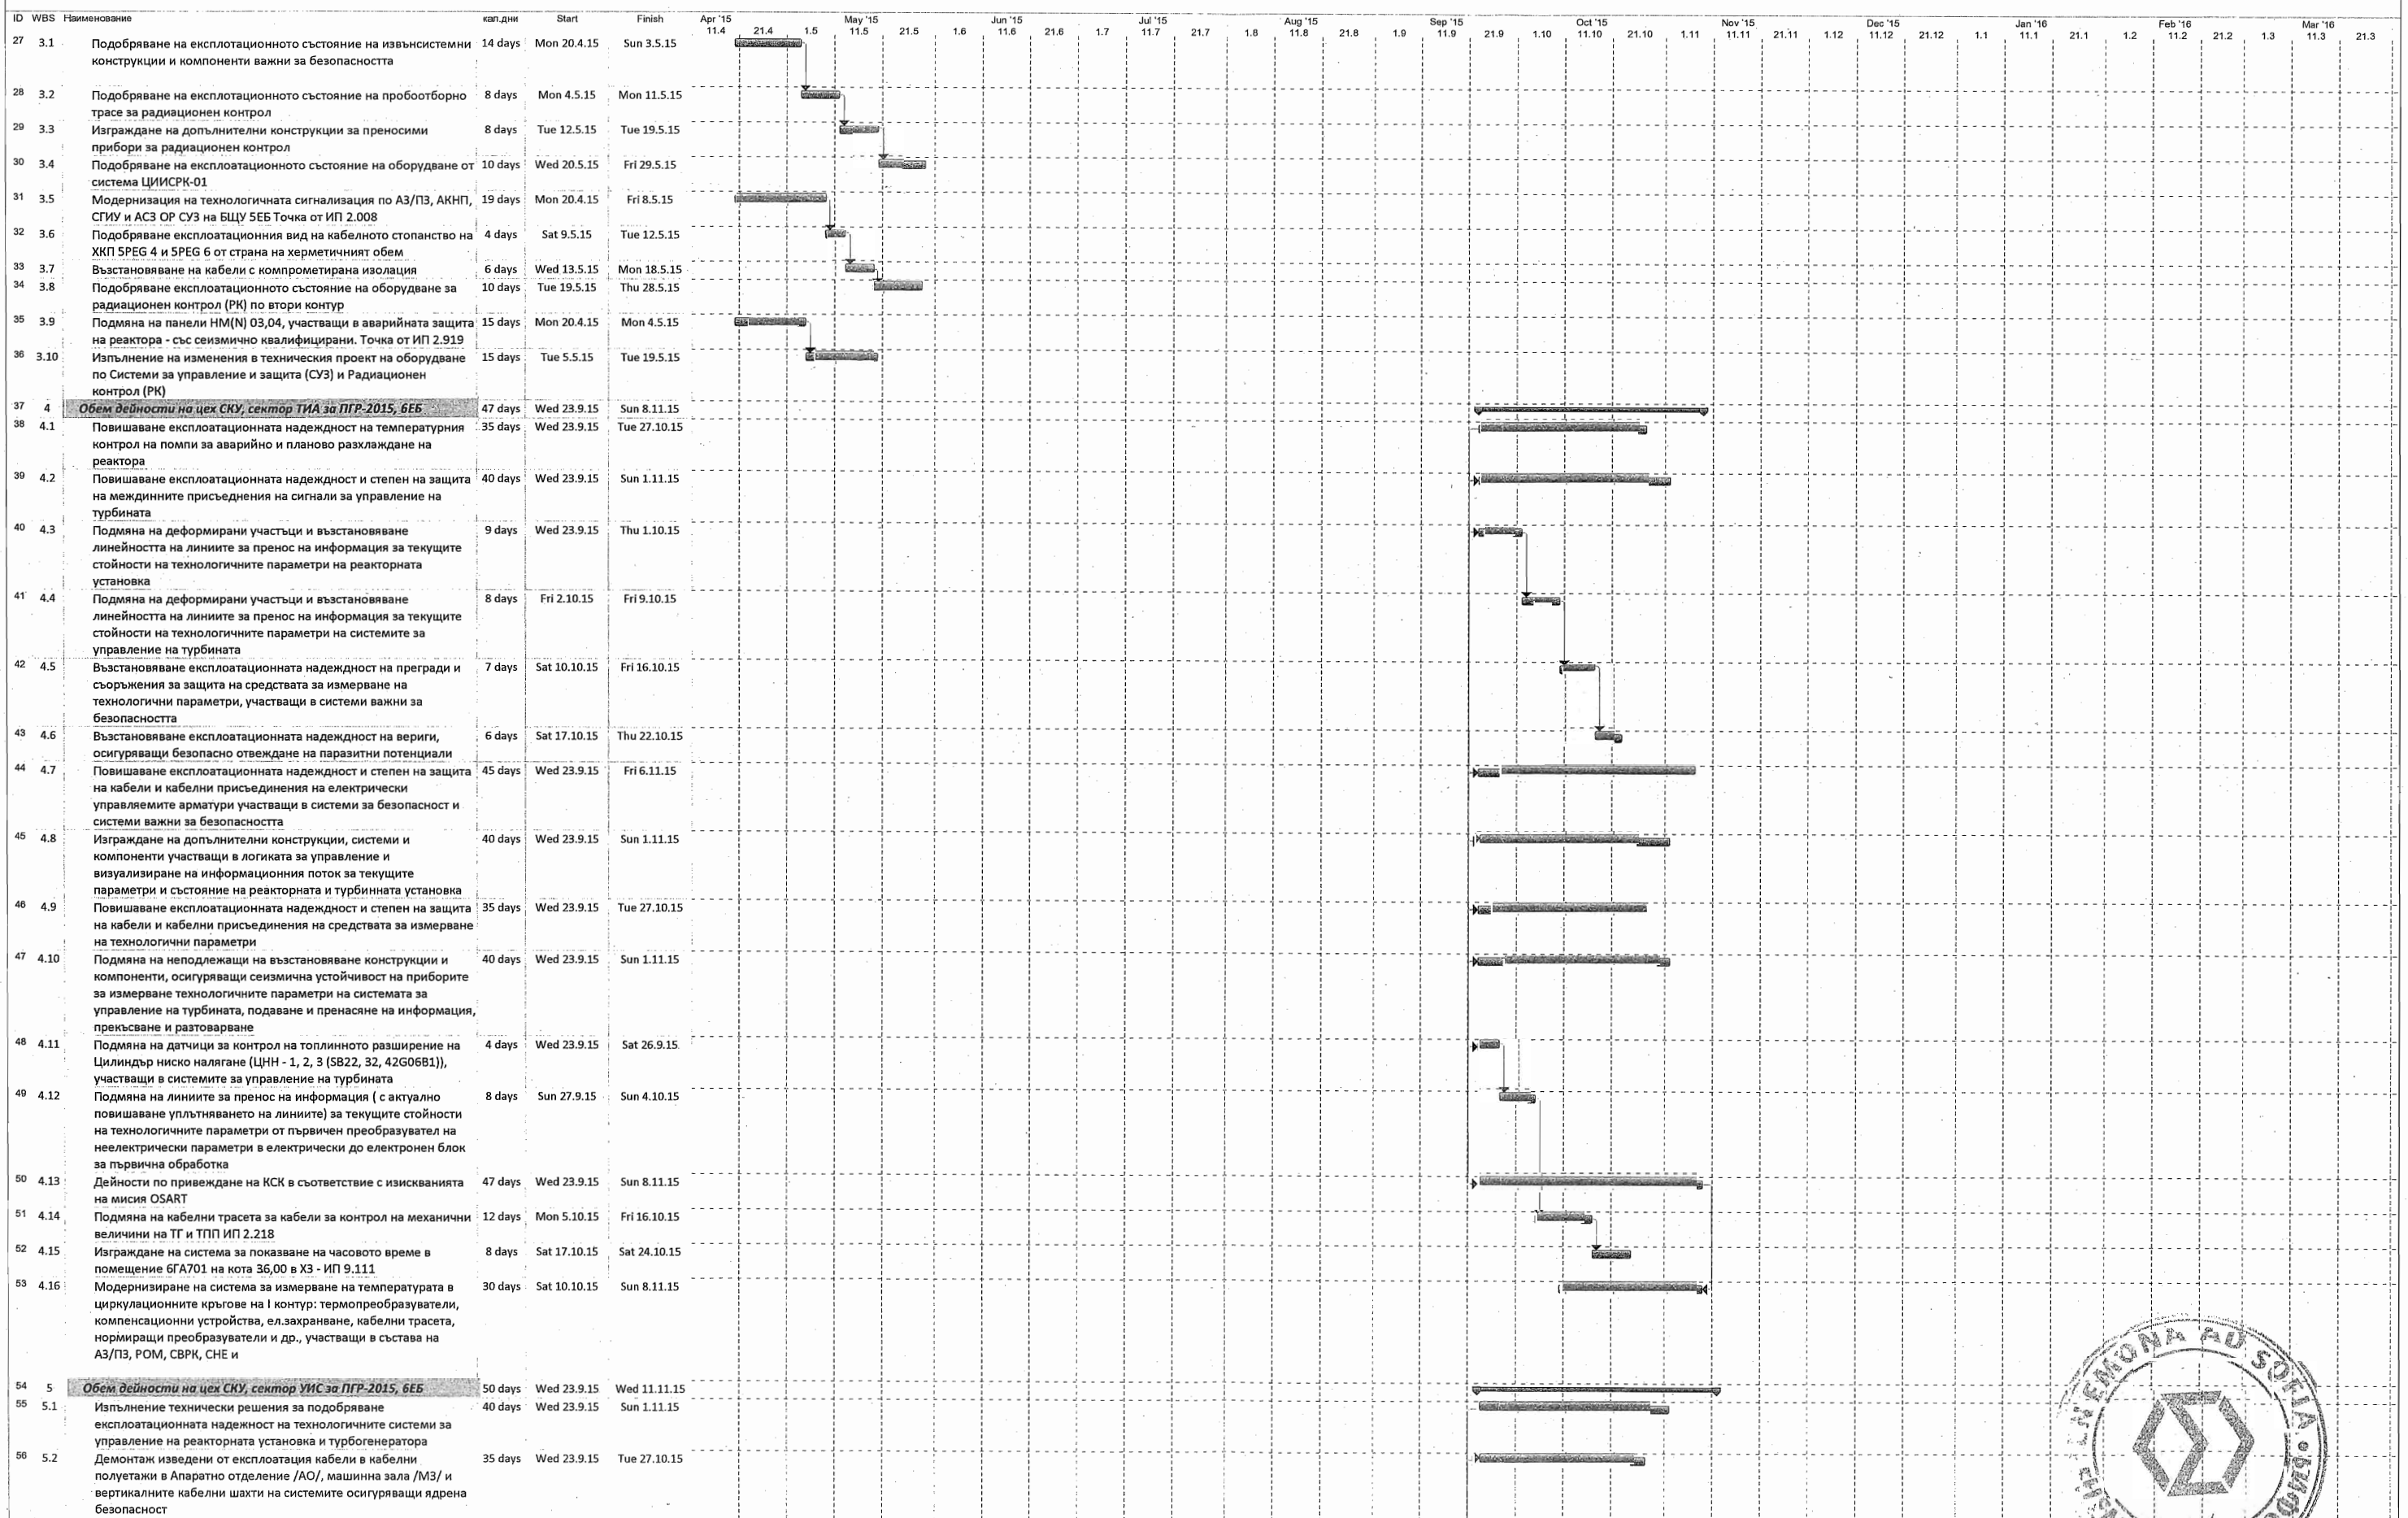 ID WBS Наименование кал.дни Start Finish Apr '15 May '15 Jun '15 Jul '15 Aug '15 Sep '15 Oct '15 Nov '15 Dec '15 Jan '16 Feb '16 Mar '16
11.4 21.4 1.5 11.5 21.5 1.6 11.6 21.6 1.7 11.7 21.7 1.8 11.8 21.8 1.9 11.9 21.9 1.10 11.10 21.10 1.11 11.11 21.11 1.12 11.12 21.12 1.1 11.1 21.1 1.2 11.2 21.2 1.3 11.3 21.3
27 3.1 Подобряване на експлотационното състояние на извънсистемни 14 days Mon 20.4.15 Sun 3.5.15
конструкции и компоненти важни за безопасността
28 3.2 Подобряване на експлотационното състояние на пробоотборно 8 days Mon 4.5.15 Mon 11.5.15
трасе за радиационен контрол
29 3.3 Изграждане на допълнителни конструкции за преносими 8 days Tue 12.5.15 Tue 19.5.15
прибори за радиационен контрол
30 3.4 Подобряване на експлоатационното състояние на оборудване от 10 days Wed 20.5.15 Fri 29.5.15
система ЦИИСРК-01
31 3.5 Модернизация на технологичната сигнализация по АЗ/ПЗ, АКНП, 19 days Mon 20.4.15 Fri 8.5.15
СГИУ и АСЗ ОР СУЗ на БЩУ 5ЕБ Точка от ИП 2.008
32 3.6 Подобряване експлоатационния вид на кабелното стопанство на 4 days Sat 9.5.15 Tue 12.5.15
ХКП 5PEG 4 и 5PEG 6 от страна на херметичният обем
33 3.7 Възстановяване на кабели с компрометирана изолация 6 days Wed 13.5.15 Mon 18.5.15
34 3.8 Подобряване експлоатационното състояние на оборудване за 10 days Tue 19.5.15 Thu 28.5.15
радиационен контрол (РК) по втори контур
35 3.9 Подмяна на панели HM(N) 03,04, участващи в аварийната защита 15 days Mon 20.4.15 Mon 4.5.15
на реактора - със сеизмично квалифицирани. Точка от ИП 2.919
36 3.10 Изпълнение на изменения в техническия проект на оборудване 15 days Tue 5.5.15 Tue 19.5.15
по Системи за управление и защита (СУЗ) и Радиационен
контрол (РК)
37 4 Обем дейности на цех СКУ, сектор ТИА за ПГР-2015, 6ЕБ 47 days Wed 23.9.15 Sun 8.11.15
38 4.1 Повишаване експлоатационната надеждност на температурния 35 days Wed 23.9.15 Tue 27.10.15
контрол на помпи за аварийно и планово разхлаждане на
реактора
39 4.2 Повишаване експлоатационната надеждност и степен на защита 40 days Wed 23.9.15 Sun 1.11.15
на междинните присъеднения на сигнали за управление на
турбината
40 4.3 Подмяна на деформирани участъци и възстановяване 9 days Wed 23.9.15 Thu 1.10.15
линейността на линиите за пренос на информация за текущите
стойности на технологичните параметри на реакторната
установка
41 4.4 Подмяна на деформирани участъци и възстановяване 8 days Fri 2.10.15 Fri 9.10.15
линейността на линиите за пренос на информация за текущите
стойности на технологичните параметри на системите за
управление на турбината
42 4.5 Възстановяване експлоатационната надеждност на прегради и 7 days Sat 10.10.15 Fri 16.10.15
съоръжения за защита на средствата за измерване на
технологични параметри, участващи в системи важни за
безопасността
43 4.6 Възстановяване експлоатационната надеждност на вериги, 6 days Sat 17.10.15 Thu 22.10.15
осигуряващи безопасно отвеждане на паразитни потенциали
44 4.7 Повишаване експлоатационната надеждност и степен на защита 45 days Wed 23.9.15 Fri 6.11.15
на кабели и кабелни присъединения на електрически
управляемите арматури участващи в системи за безопасност и
системи важни за безопасността
45 4.8 Изграждане на допълнителни конструкции, системи и 40 days Wed 23.9.15 Sun 1.11.15
компоненти участващи в логиката за управление и
визуализиране на информационния поток за текущите
параметри и състояние на реакторната и турбинната установка
46 4.9 Повишаване експлоатационната надеждност и степен на защита 35 days Wed 23.9.15 Tue 27.10.15
на кабели и кабелни присъединения на средствата за измерване
на технологични параметри
47 4.10 Подмяна на неподлежащи на възстановяване конструкции и 40 days Wed 23.9.15 Sun 1.11.15
компоненти, осигуряващи сеизмична устойчивост на приборите
за измерване технологичните параметри на системата за
управление на турбината, подаване и пренасяне на информация,
прекъсване и разтоварване
48 4.11 Подмяна на датчици за контрол на топлинното разширение на 4 days Wed 23.9.15 Sat 26.9.15
Цилиндър ниско налягане (ЦНН - 1, 2, 3 (SB22, 32, 42G06B1)),
участващи в системите за управление на турбината
49 4.12 Подмяна на линиите за пренос на информация ( с актуално 8 days Sun 27.9.15 Sun 4.10.15
повишаване уплътняването на линиите) за текущите стойности
на технологичните параметри от първичен преобразувател на
неелектрически параметри в електрически до електронен блок
за първична обработка
50 4.13 Дейности по привеждане на КСК в съответствие с изискванията 47 days Wed 23.9.15 Sun 8.11.15
на мисия OSART
51 4.14 Подмяна на кабелни трасета за кабели за контрол на механични 12 days Mon 5.10.15 Fri 16.10.15
величини на ТГ и ТПП ИП 2.218
52 4.15 Изграждане на система за показване на часовото време в 8 days Sat 17.10.15 Sat 24.10.15
помещение 6ГА701 на кота 36,00 в ХЗ - ИП 9.111
53 4.16 Модернизиране на система за измерване на температурата в 30 days Sat 10.10.15 Sun 8.11.15
циркулационните кръгове на I контур: термопреобразуватели,
компенсационни устройства, ел.захранване, кабелни трасета,
нормиращи преобразуватели и др., участващи в състава на
АЗ/ПЗ, РОМ, СВРК, СНЕ и
54 5 Обем дейности на цех СКУ, сектор УИС за ПГР-2015, 6ЕБ 50 days Wed 23.9.15 Wed 11.11.15
55 5.1 Изпълнение технически решения за подобряване 40 days Wed 23.9.15 Sun 1.11.15
експлоатационната надежност на технологичните системи за
управление на реакторната установка и турбогенератора
56 5.2 Демонтаж изведени от експлоатация кабели в кабелни 35 days Wed 23.9.15 Tue 27.10.15
полуетажи в Апаратно отделение /АО/, машинна зала /МЗ/ и
вертикалните кабелни шахти на системите осигуряващи ядрена
безопасност
ENEMONA AD SOFIA